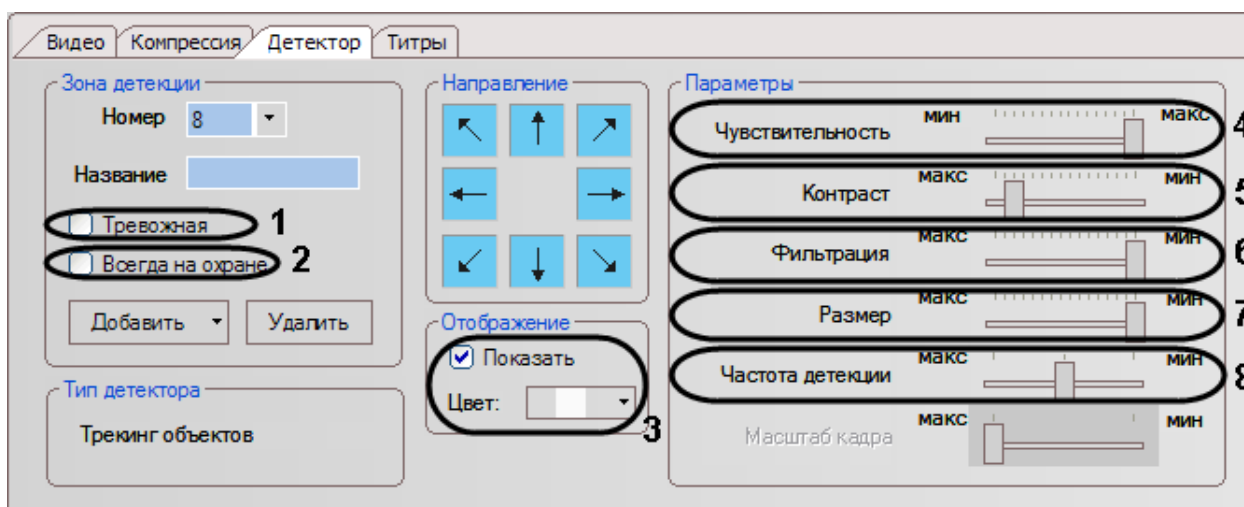 Видео Компрессия Детектор Титры
Зона детекции
Номер 8
Название
Тревожная 1
Всегда на охране 2
Добавить Удалить
Тип детектора
Трекинг объектов
Направление
Отображение
Показать
Цвет:
3
Параметры
Чувствительность мин макс 4
Контраст макс мин 5
Фильтрация макс мин 6
Размер макс мин 7
Частота детекции макс мин 8
Масштаб кадра макс мин